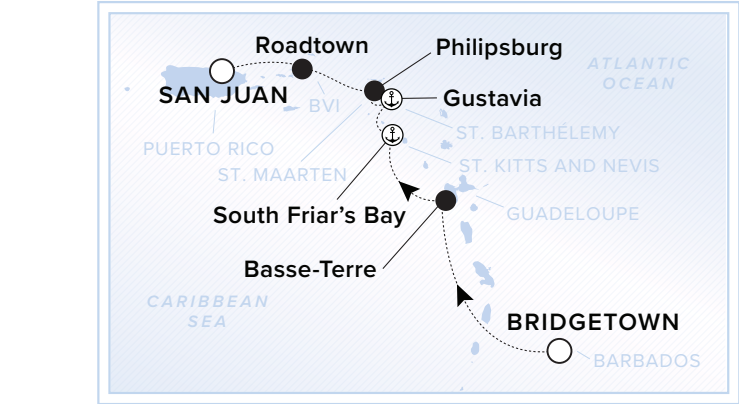 Roadtown
Philipsburg
ATLANTIC
OCEAN
SAN JUAN
BVI
Gustavia
PUERTO RICO
ST. BARTHÉLEMY
ST. MAARTEN
ST. KITTS AND NEVIS
South Friar's Bay
GUADELOUPE
Basse-Terre
CARIBBEAN
SEA
BRIDGETOWN
BARBADOS